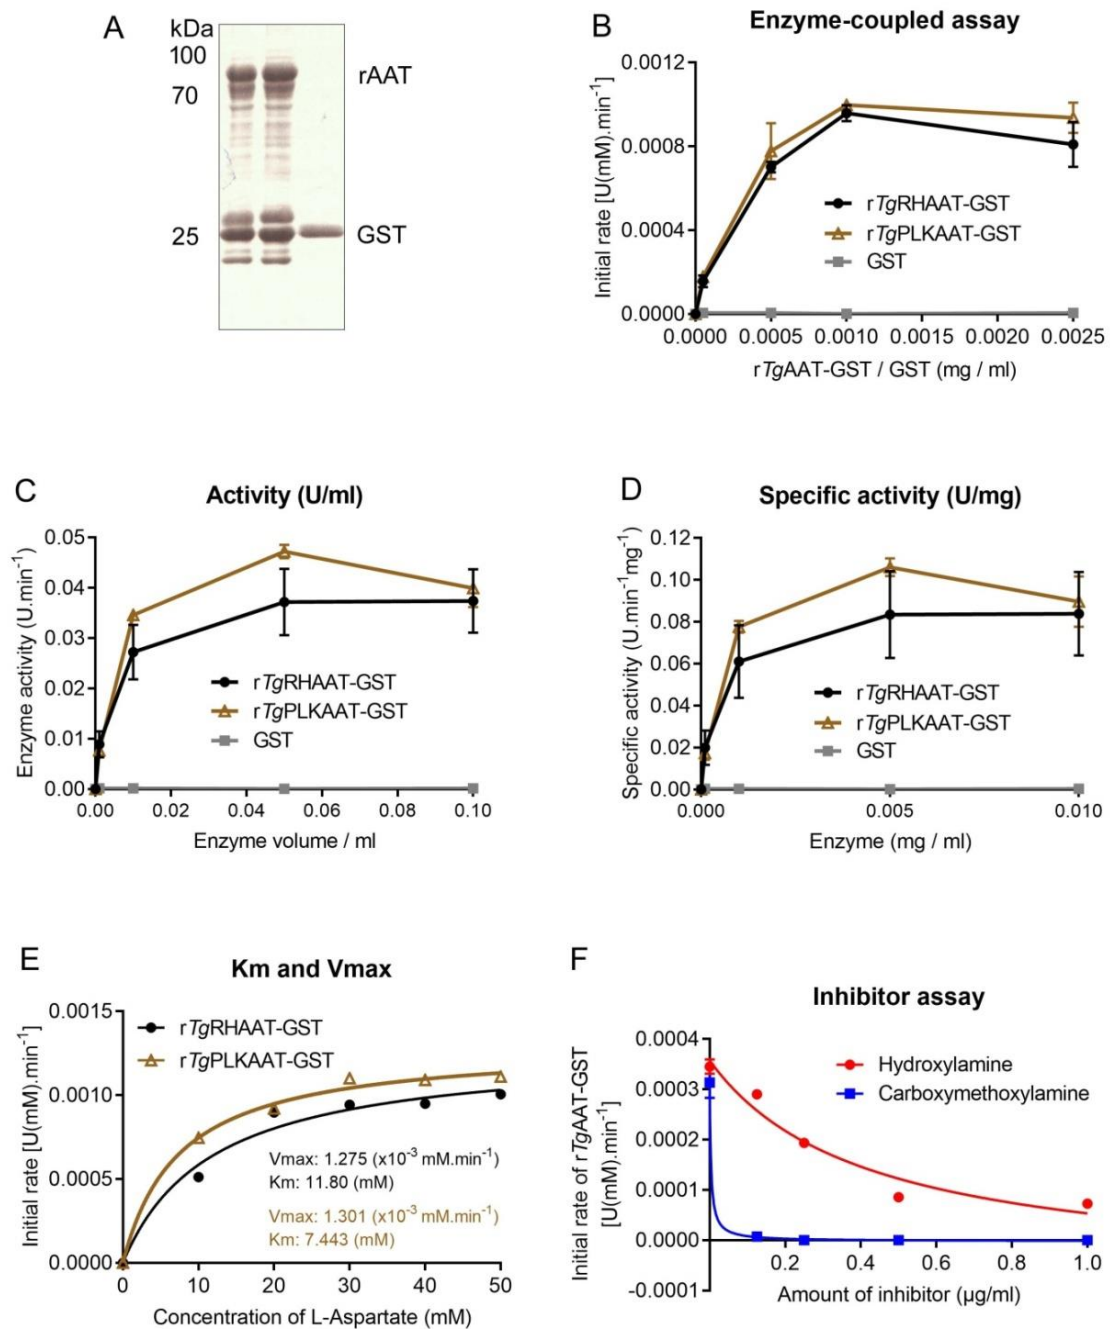 A
kDa
100
70
25
rAAT
GST
B
Enzyme-coupled assay
Initial rate [U(mM).min⁻¹]
0.0012
0.0008
0.0004
0.0000
rTgRHAAT-GST
rTgPLKAAT-GST
GST
0.0000 0.0005 0.0010 0.0015 0.0020 0.0025
rTgAAT-GST / GST (mg / ml)
C
Activity (U/ml)
Enzyme activity (U.min⁻¹)
0.05
0.04
0.03
0.02
0.01
0.00
rTgRHAAT-GST
rTgPLKAAT-GST
GST
0.00 0.02 0.04 0.06 0.08 0.10
Enzyme volume / ml
D
Specific activity (U/mg)
Specific activity (U.min⁻¹mg⁻¹)
0.12
0.10
0.08
0.06
0.04
0.02
0.00
rTgRHAAT-GST
rTgPLKAAT-GST
GST
0.000 0.005 0.010
Enzyme (mg / ml)
E
Km and Vmax
Initial rate [U(mM).min⁻¹]
0.0015
0.0010
0.0005
0.0000
rTgRHAAT-GST
rTgPLKAAT-GST
Vmax: 1.275 (x10⁻³ mM.min⁻¹)
Km: 11.80 (mM)
Vmax: 1.301 (x10⁻³ mM.min⁻¹)
Km: 7.443 (mM)
0 10 20 30 40 50
Concentration of L-Aspartate (mM)
F
Inhibitor assay
Initial rate of rTgAAT-GST
[U(mM).min⁻¹]
0.0004
0.0003
0.0002
0.0001
0.0000
-0.0001
Hydroxylamine
Carboxymethoxylamine
0.2 0.4 0.6 0.8 1.0
Amount of inhibitor (µg/ml)